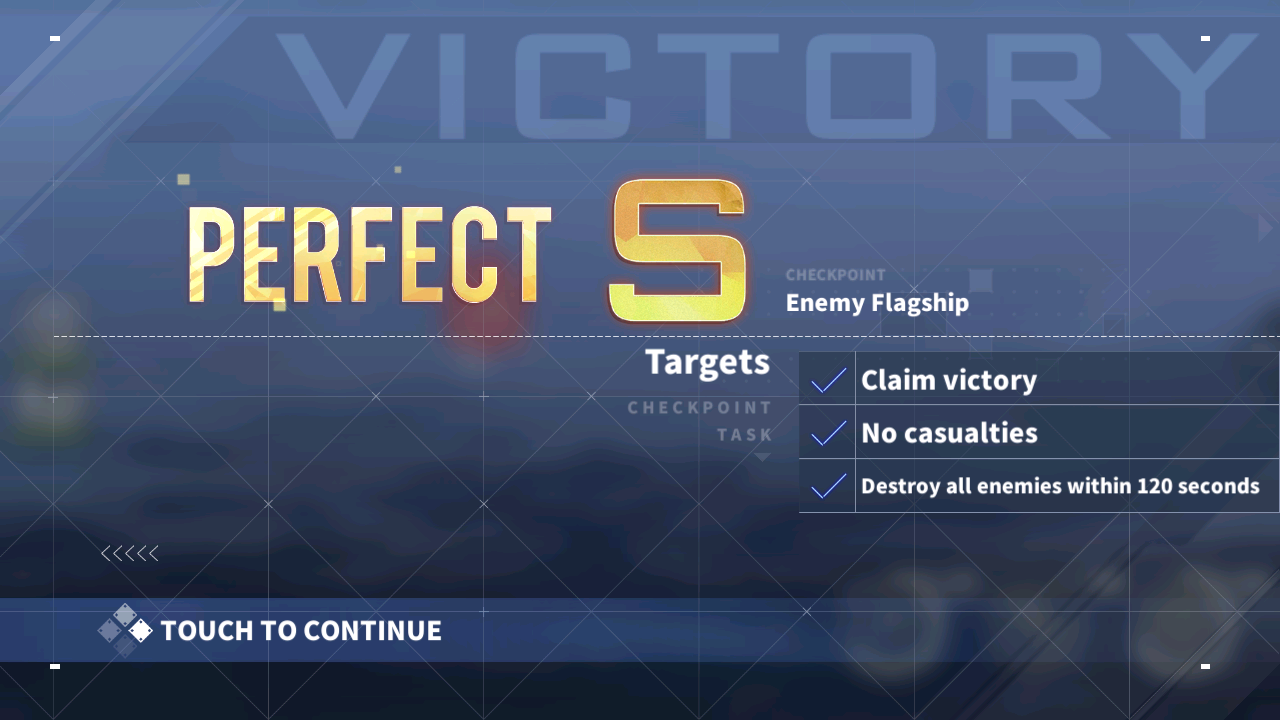 VICTORY
PERFECT S
CHECKPOINT
Enemy Flagship
Targets
CHECKPOINT
TASK
Claim victory
No casualties
Destroy all enemies within 120 seconds
TOUCH TO CONTINUE